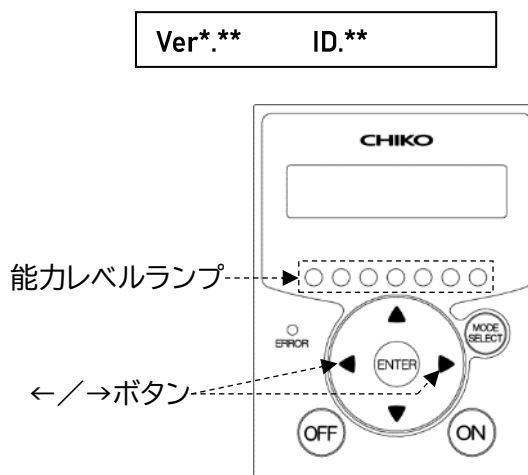 Ver*.** ID.**
CHIKO
能力レベルランプ
ERROR
MODE
SELECT
ENTER
←／→ボタン
OFF
ON